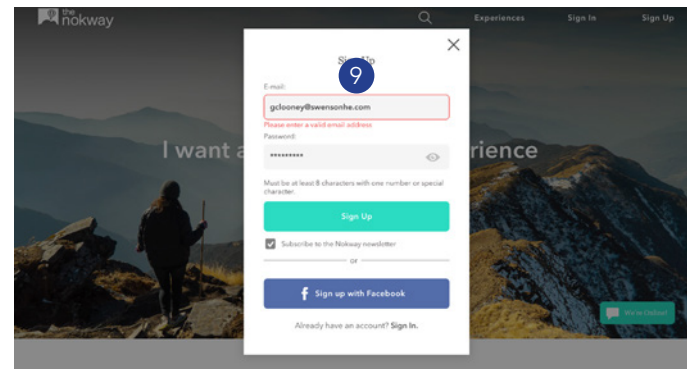 the
nokway
Experiences
Sign In
Sign Up
Sign Up
9
E-mail:
gclooney@swensonhe.com
Please enter a valid email address
Password:
*********
Must be at least 8 characters with one number or special
character.
Sign Up
Subscribe to the Nokway newsletter
or
f Sign up with Facebook
Already have an account? Sign In.
I want a
rience
We're Online!